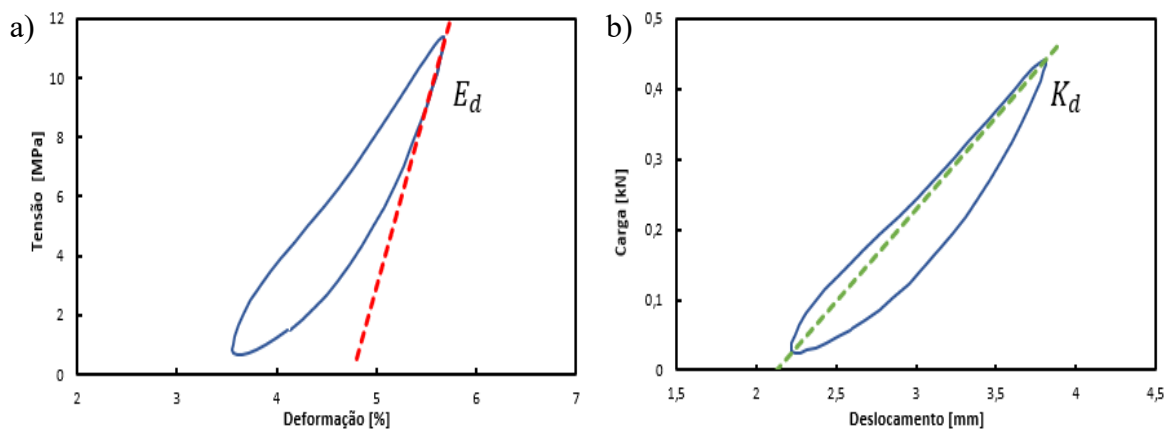 a)
Tensão [MPa]
12
10
8
6
4
2
0
E_d
2 3 4 5 6 7
Deformação [%]
b)
Carga [kN]
0,5
0,4
0,3
0,2
0,1
0
K_d
1,5 2 2,5 3 3,5 4 4,5
Deslocamento [mm]